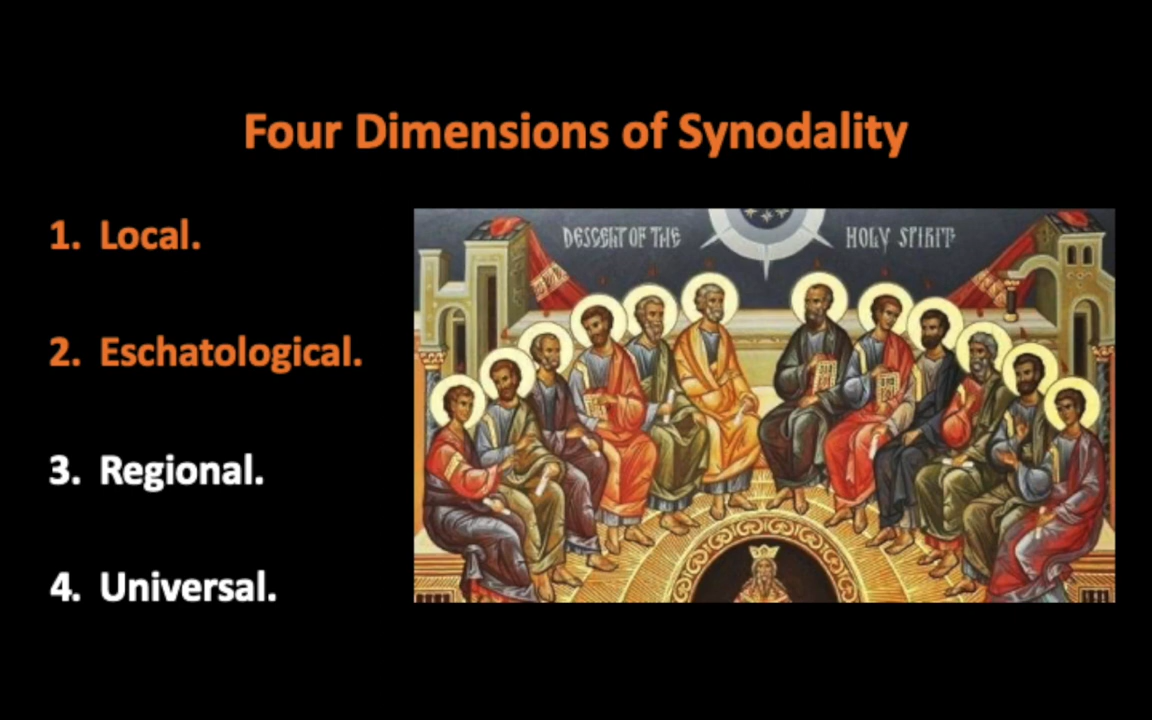 Four Dimensions of Synodality
1. Local.
2. Eschatological.
3. Regional.
4. Universal.
DESCENT OF THE HOLY SPIRIT